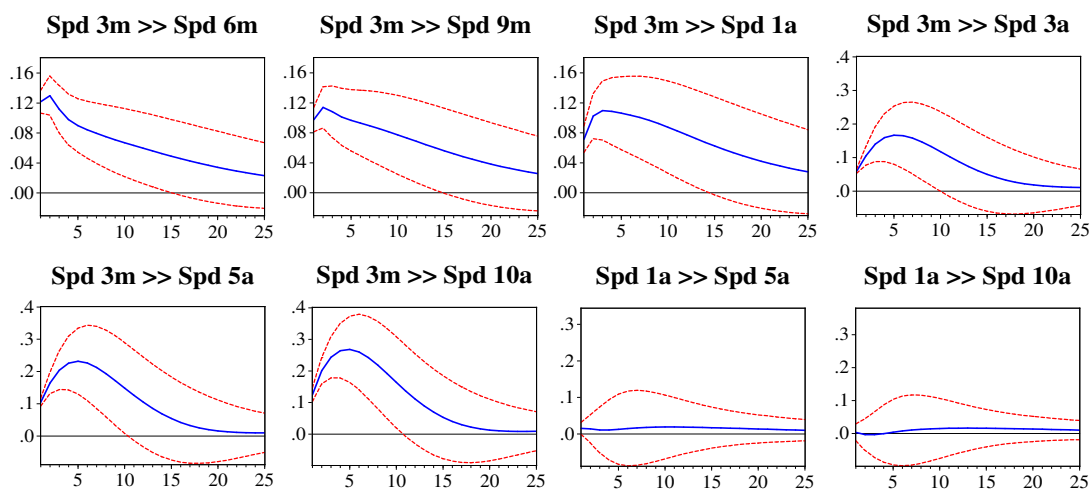 Spd 3m >> Spd 6m
Spd 3m >> Spd 9m
Spd 3m >> Spd 1a
Spd 3m >> Spd 3a
.16
.12
.08
.04
.00
5 10 15 20 25
.16
.12
.08
.04
.00
5 10 15 20 25
.16
.12
.08
.04
.00
5 10 15 20 25
.4
.3
.2
.1
.0
5 10 15 20 25
Spd 3m >> Spd 5a
Spd 3m >> Spd 10a
Spd 1a >> Spd 5a
Spd 1a >> Spd 10a
.4
.3
.2
.1
.0
5 10 15 20 25
.4
.3
.2
.1
.0
5 10 15 20 25
.3
.2
.1
.0
5 10 15 20 25
.3
.2
.1
.0
5 10 15 20 25